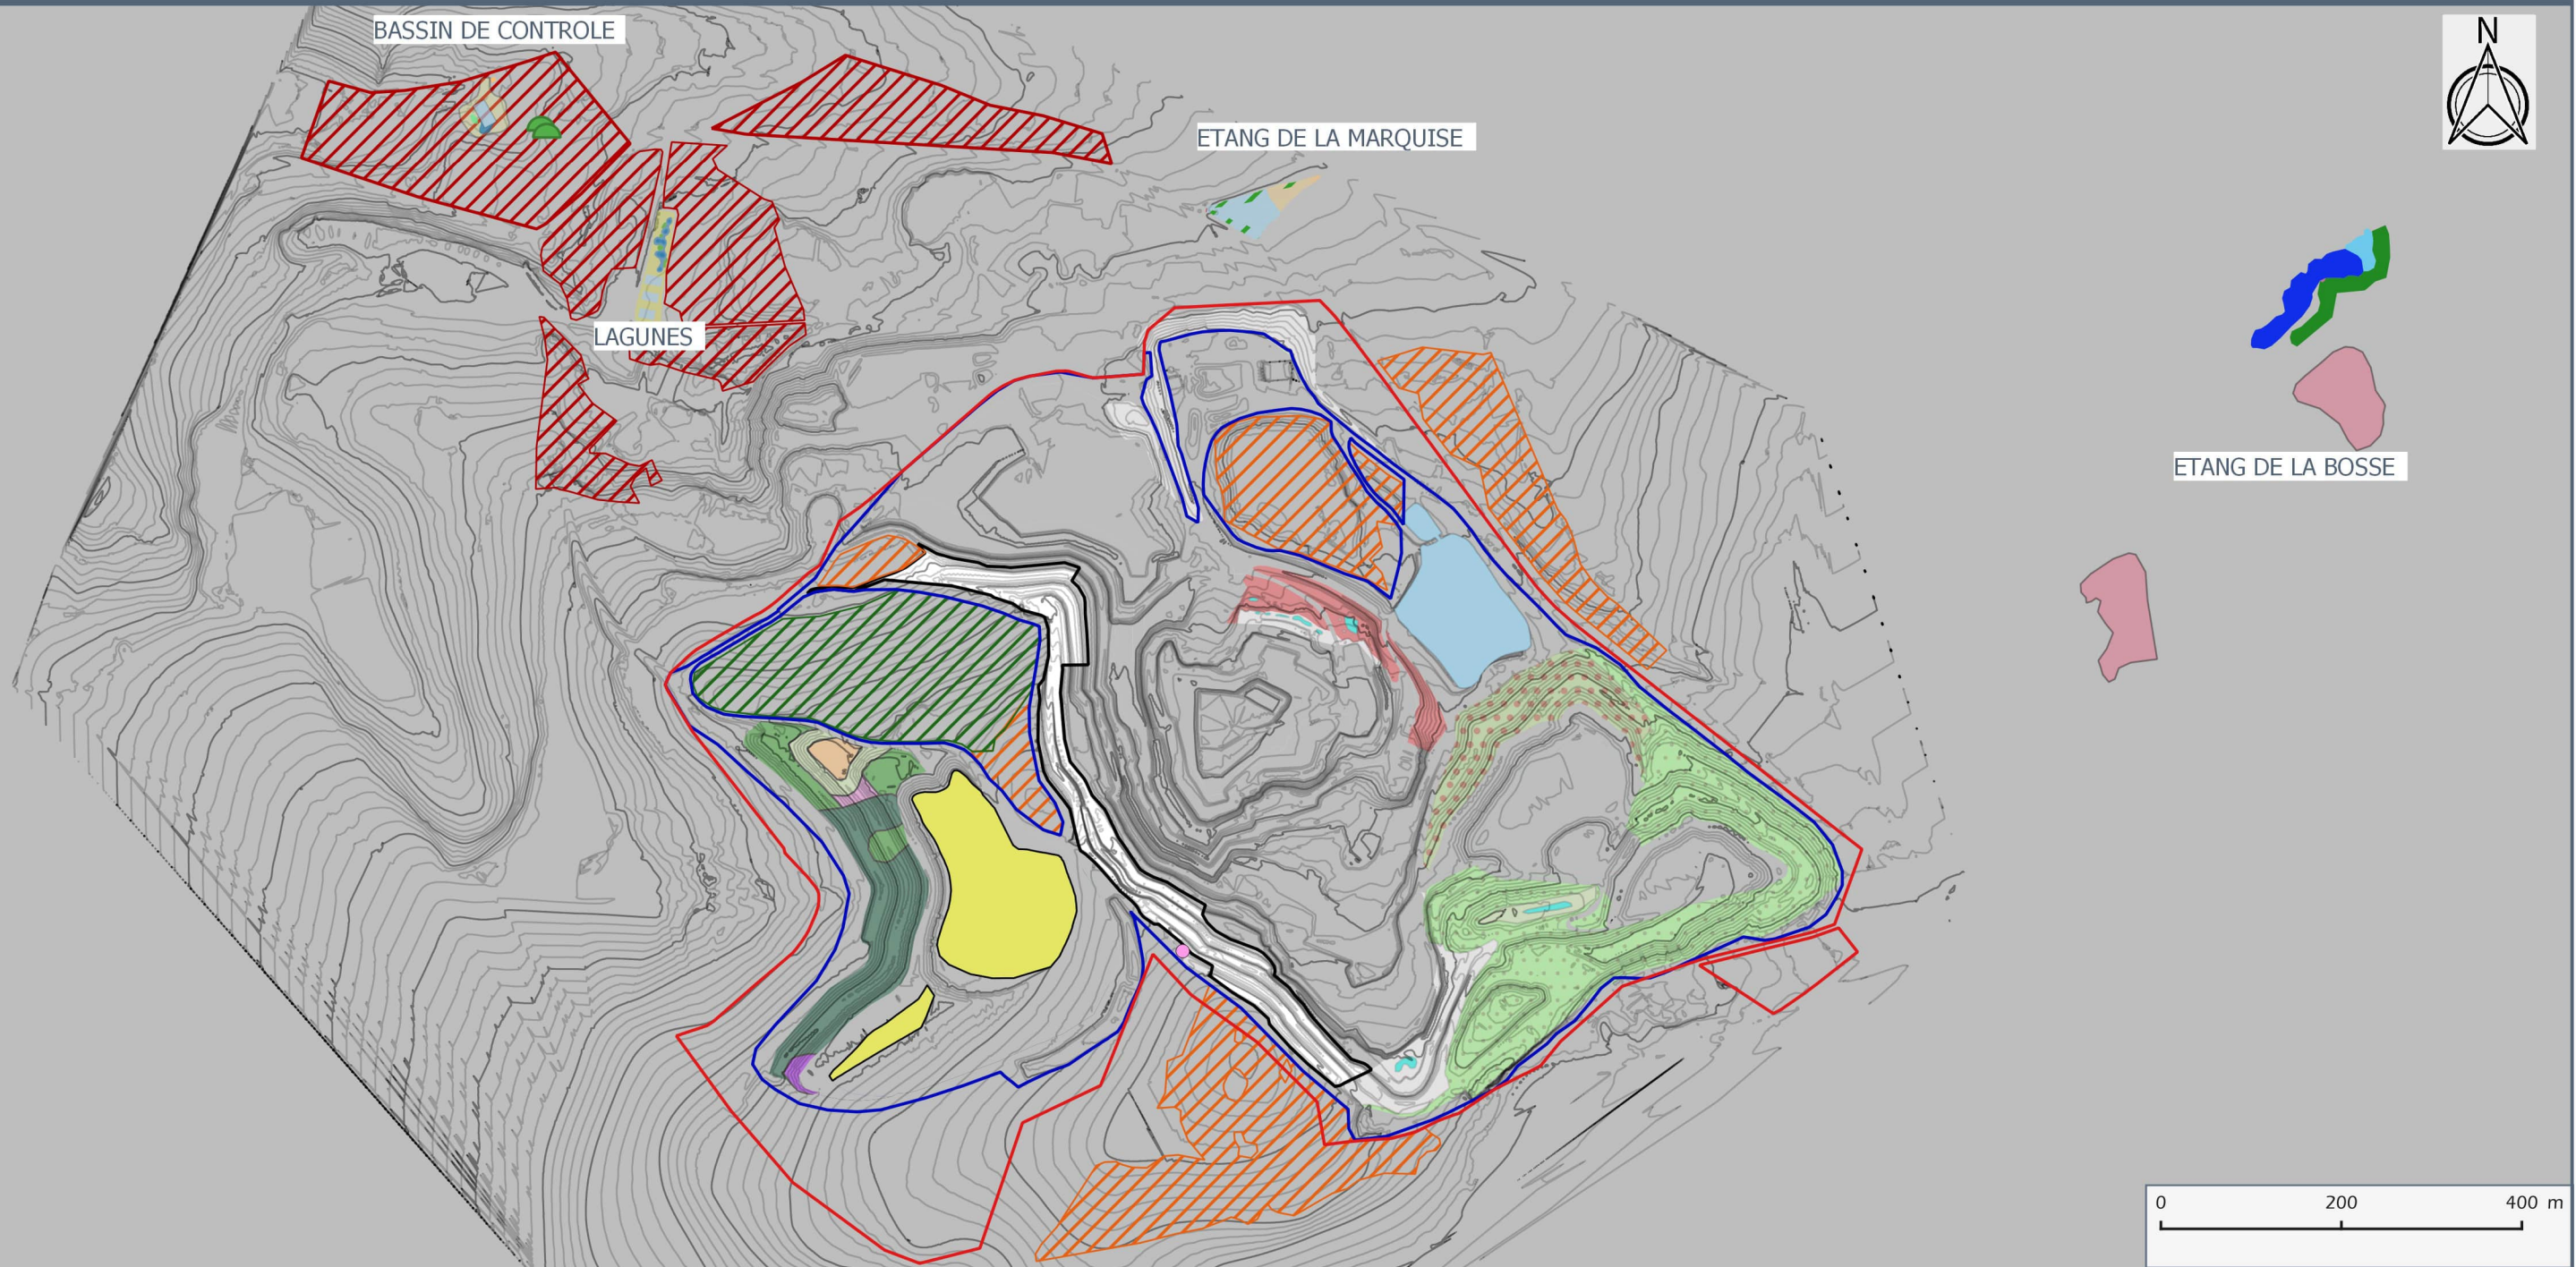 BASSIN DE CONTROLE
N
ETANG DE LA MARQUISE
LAGUNES
ETANG DE LA BOSSE
0 200 400 m